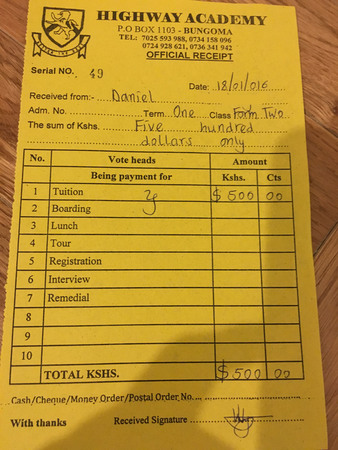 HIGHWAY ACADEMY
P.O BOX 1103 - BUNGOMA
TEL: 7025 593 988, 0734 158 096
0724 928 621, 0736 341 942
OFFICIAL RECEIPT
Serial NO. 49
Date: 18/01/016
Received from:- Daniel
Adm. No. Term One Class Form Two
The sum of Kshs. Five hundred
dollars only
No. Vote heads Amount
Being payment for Kshs. Cts
1 Tuition $ 500 00
2 Boarding
3 Lunch
4 Tour
5 Registration
6 Interview
7 Remedial
8
9
10
TOTAL KSHS. $ 500 00
Cash/Cheque/Money Order/Postal Order No.
With thanks Received Signature